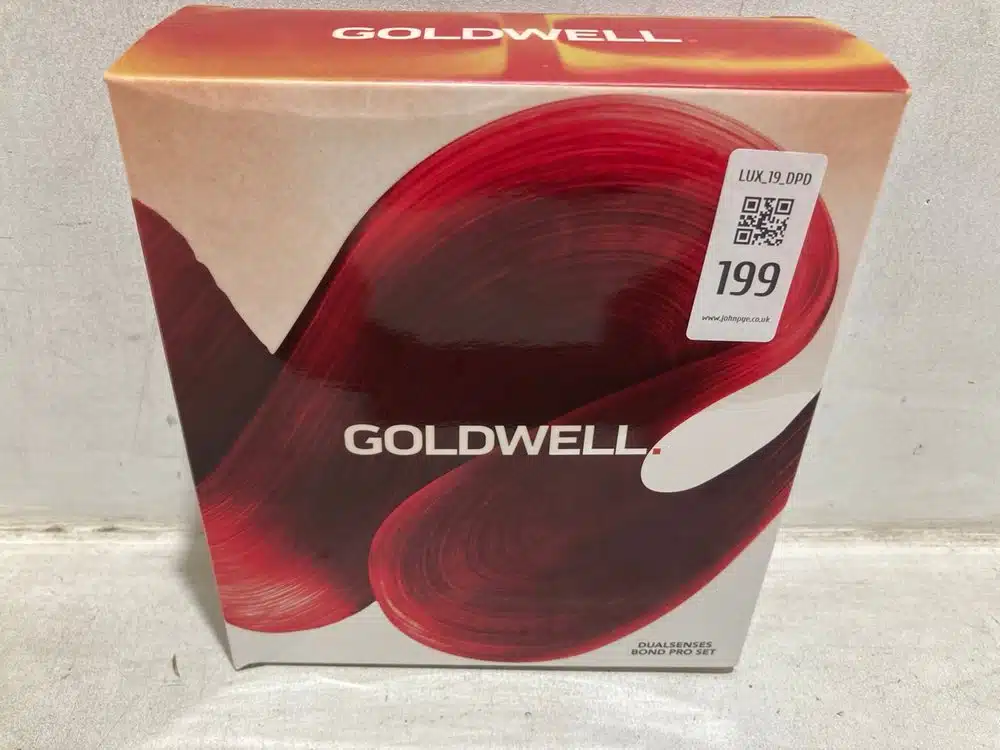 GOLDWELL
LUX_19_DPD
199
www.johnpye.co.uk
GOLDWELL.
DUALSENSES
BOND PRO SET